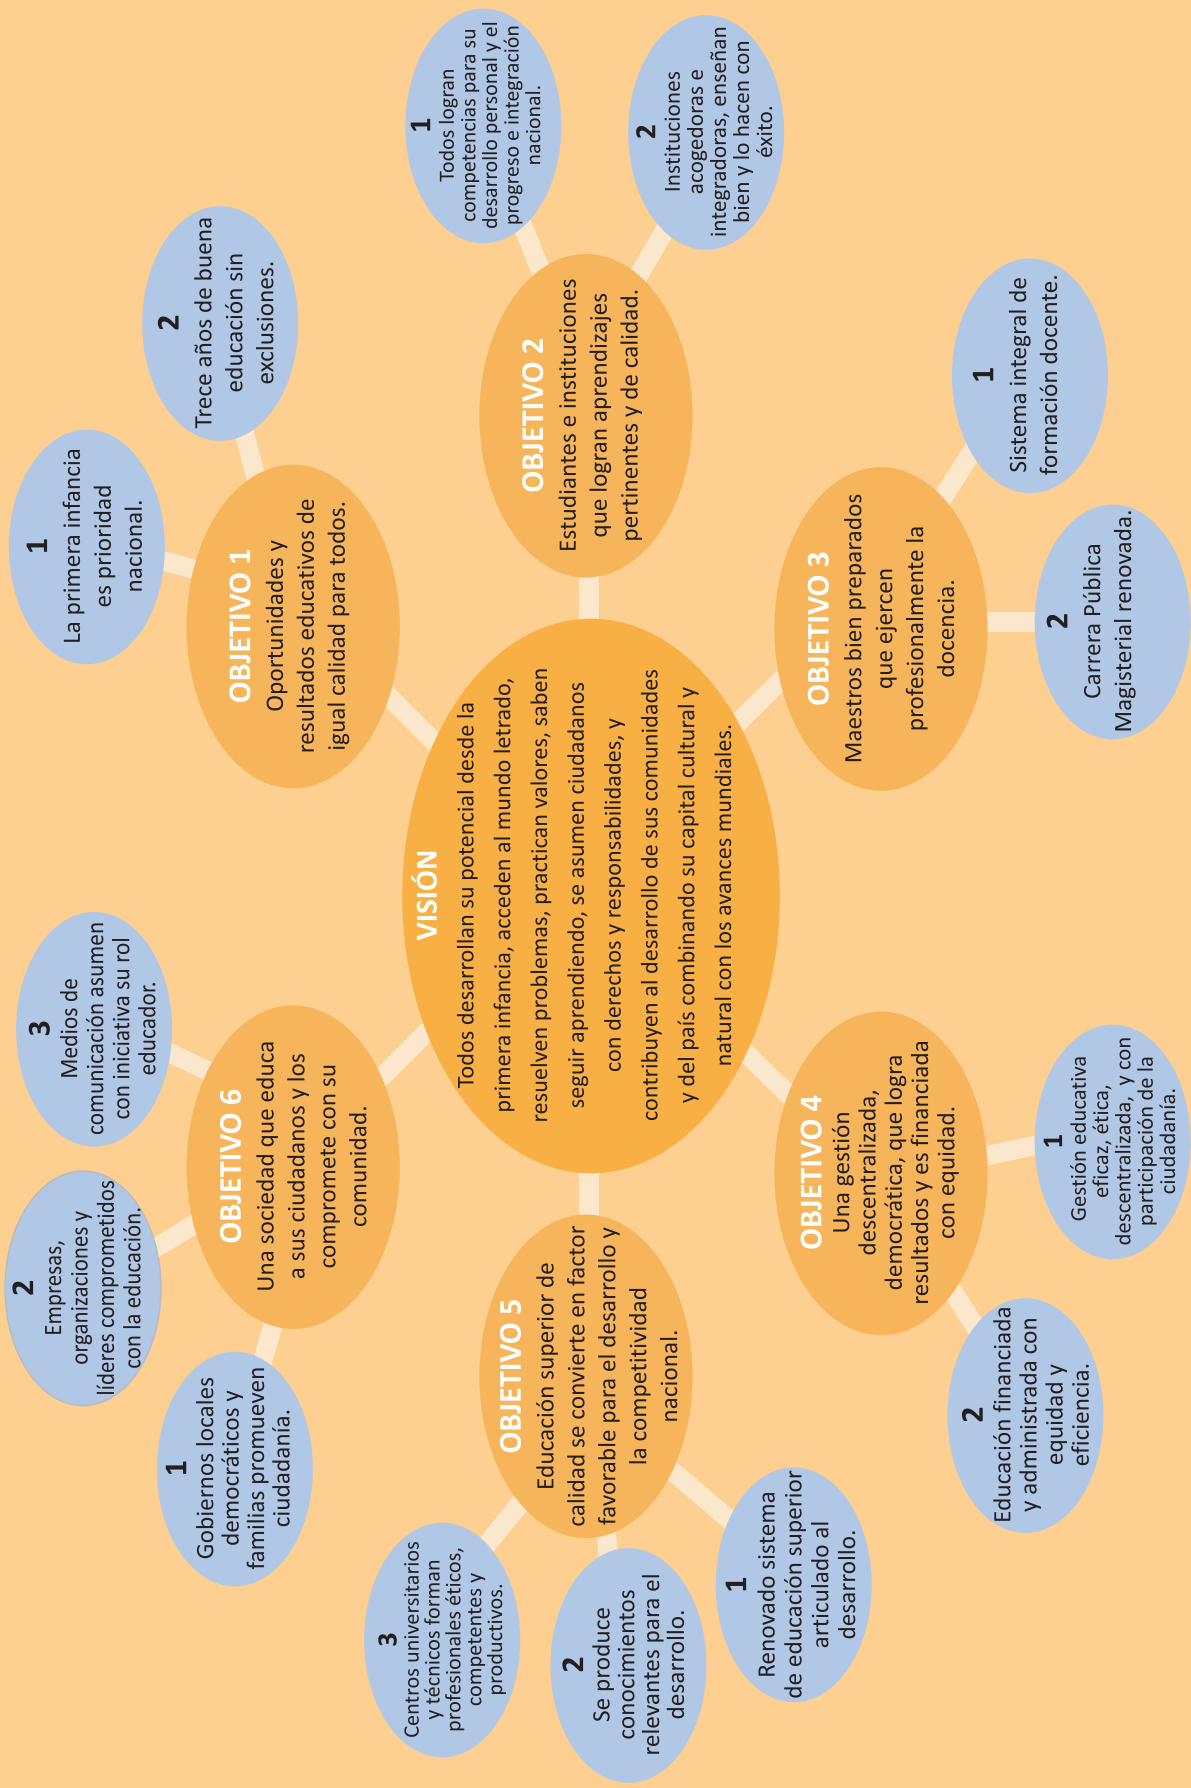 VISIÓN
Todos desarrollan su potencial desde la
primera infancia, acceden al mundo letrado,
resuelven problemas, practican valores, saben
seguir aprendiendo, se asumen ciudadanos
con derechos y responsabilidades, y
contribuyen al desarrollo de sus comunidades
y del país combinando su capital cultural y
natural con los avances mundiales.
OBJETIVO 1
Oportunidades y
resultados educativos de
igual calidad para todos.
1
La primera infancia
es prioridad
nacional.
2
Trece años de buena
educación sin
exclusiones.
OBJETIVO 2
Estudiantes e instituciones
que logran aprendizajes
pertinentes y de calidad.
1
Todos logran
competencias para su
desarrollo personal y el
progreso e integración
nacional.
2
Instituciones
acogedoras e
integradoras, enseñan
bien y lo hacen con
éxito.
OBJETIVO 3
Maestros bien preparados
que ejercen
profesionalmente la
docencia.
1
Sistema integral de
formación docente.
2
Carrera Pública
Magisterial renovada.
OBJETIVO 4
Una gestión
descentralizada,
democrática, que logra
resultados y es financiada
con equidad.
1
Gestión educativa
eficaz, ética,
descentralizada, y con
participación de la
ciudadanía.
2
Educación financiada
y administrada con
equidad y
eficiencia.
OBJETIVO 5
Educación superior de
calidad se convierte en factor
favorable para el desarrollo y
la competitividad
nacional.
1
Renovado sistema
de educación superior
articulado al
desarrollo.
2
Se produce
conocimientos
relevantes para el
desarrollo.
3
Centros universitarios
y técnicos forman
profesionales éticos,
competentes y
productivos.
OBJETIVO 6
Una sociedad que educa
a sus ciudadanos y los
compromete con su
comunidad.
1
Gobiernos locales
democráticos y
familias promueven
ciudadanía.
2
Empresas,
organizaciones y
líderes comprometidos
con la educación.
3
Medios de
comunicación asumen
con iniciativa su rol
educador.